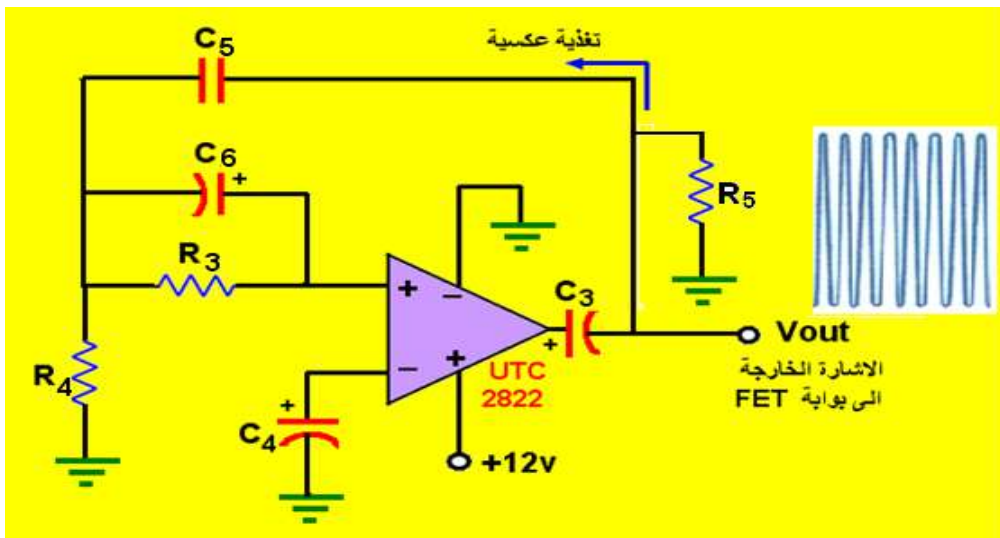 C5
تغذية عكسية
C6
+
R5
R3
+
−
C3
+
Vout
R4
−
+
UTC
2822
الاشارة الخارجة
الى بوابة FET
+
C4
+12v